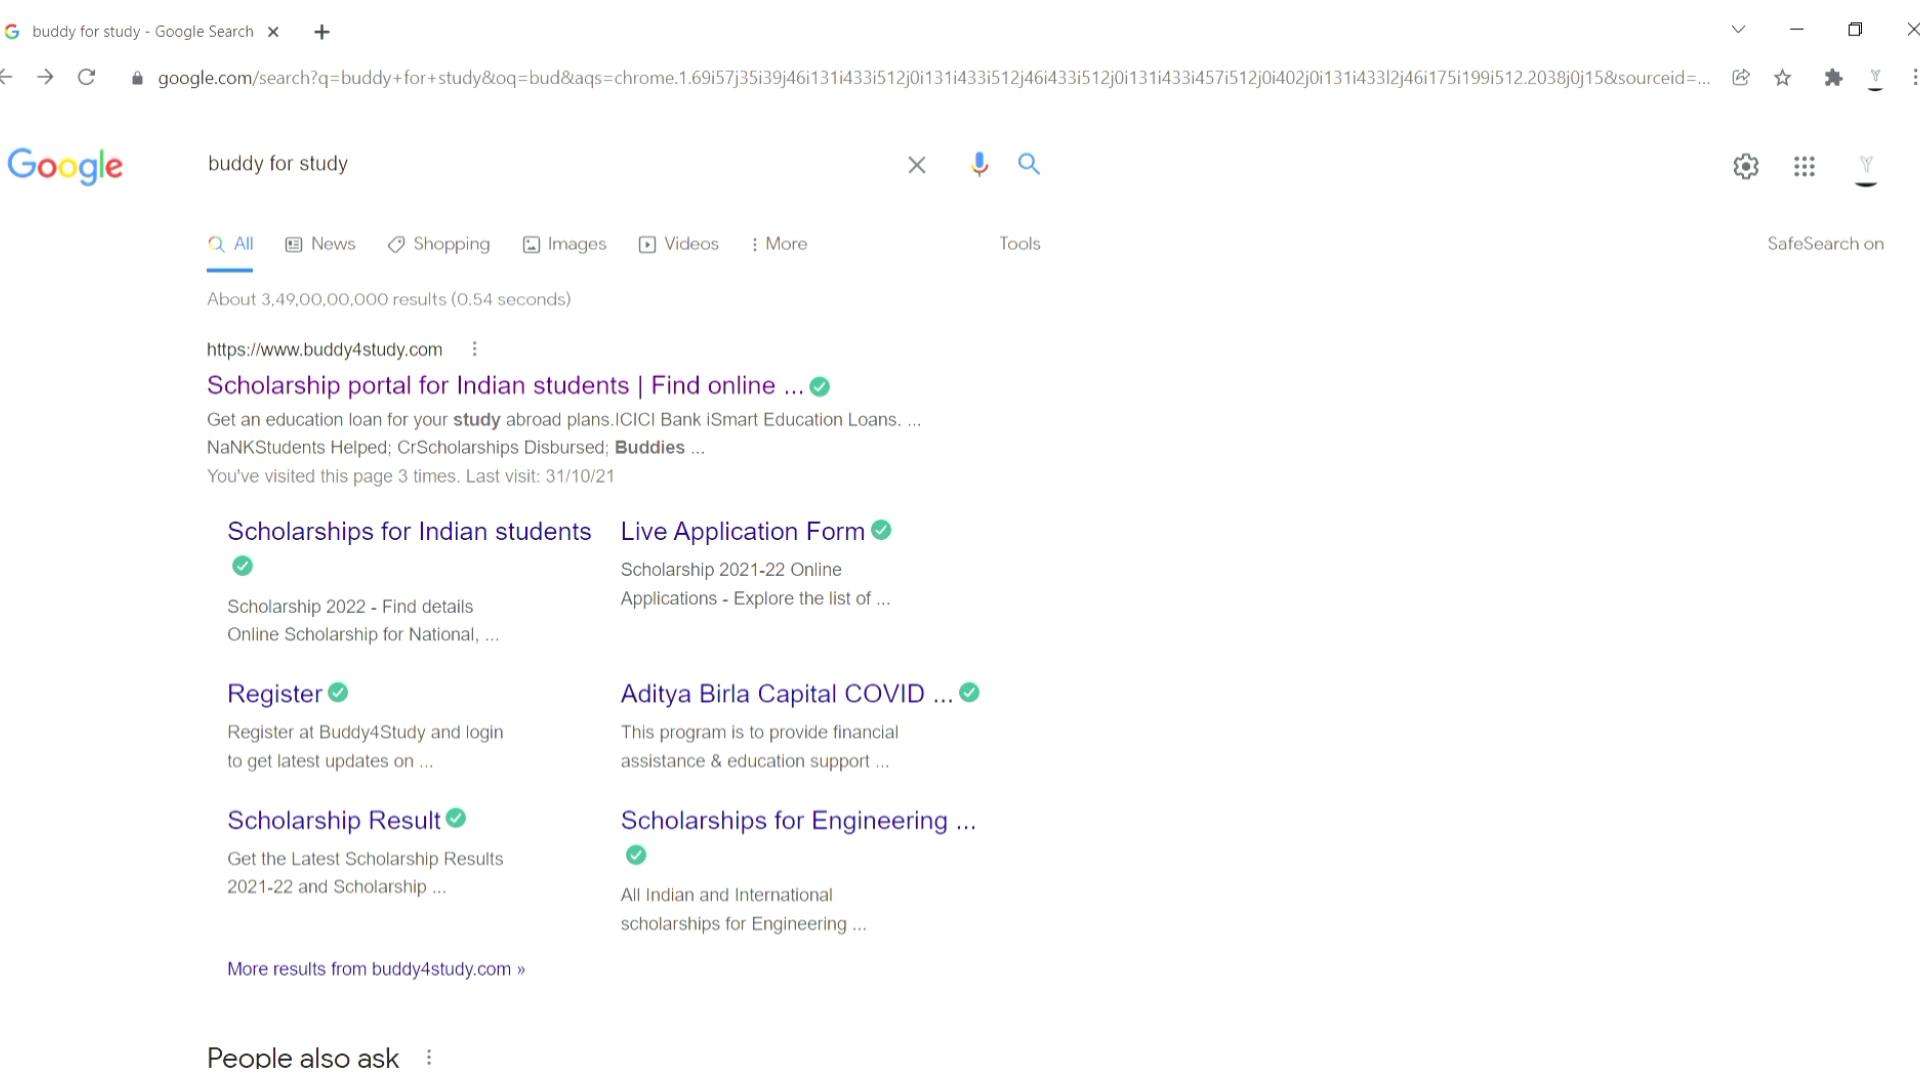 buddy for study - Google Search
google.com/search?q=buddy+for+study&oq=bud&aqs=chrome.1.69i57j35i39j46i131i433i512j0i131i433i512j46i433i512j0i131i433i457i512j0i402j0i131i433l2j46i175i199i512.2038j0j15&sourceid=...
Google
buddy for study
All News Shopping Images Videos More Tools SafeSearch on
About 3,49,00,00,000 results (0.54 seconds)
https://www.buddy4study.com
Scholarship portal for Indian students | Find online ...
Get an education loan for your study abroad plans.ICICI Bank iSmart Education Loans. ...
NaNKStudents Helped; CrScholarships Disbursed; Buddies ...
You've visited this page 3 times. Last visit: 31/10/21
Scholarships for Indian students
Scholarship 2022 - Find details
Online Scholarship for National, ...
Live Application Form
Scholarship 2021-22 Online
Applications - Explore the list of ...
Register
Register at Buddy4Study and login
to get latest updates on ...
Aditya Birla Capital COVID ...
This program is to provide financial
assistance & education support ...
Scholarship Result
Get the Latest Scholarship Results
2021-22 and Scholarship ...
Scholarships for Engineering ...
All Indian and International
scholarships for Engineering ...
More results from buddy4study.com »
People also ask